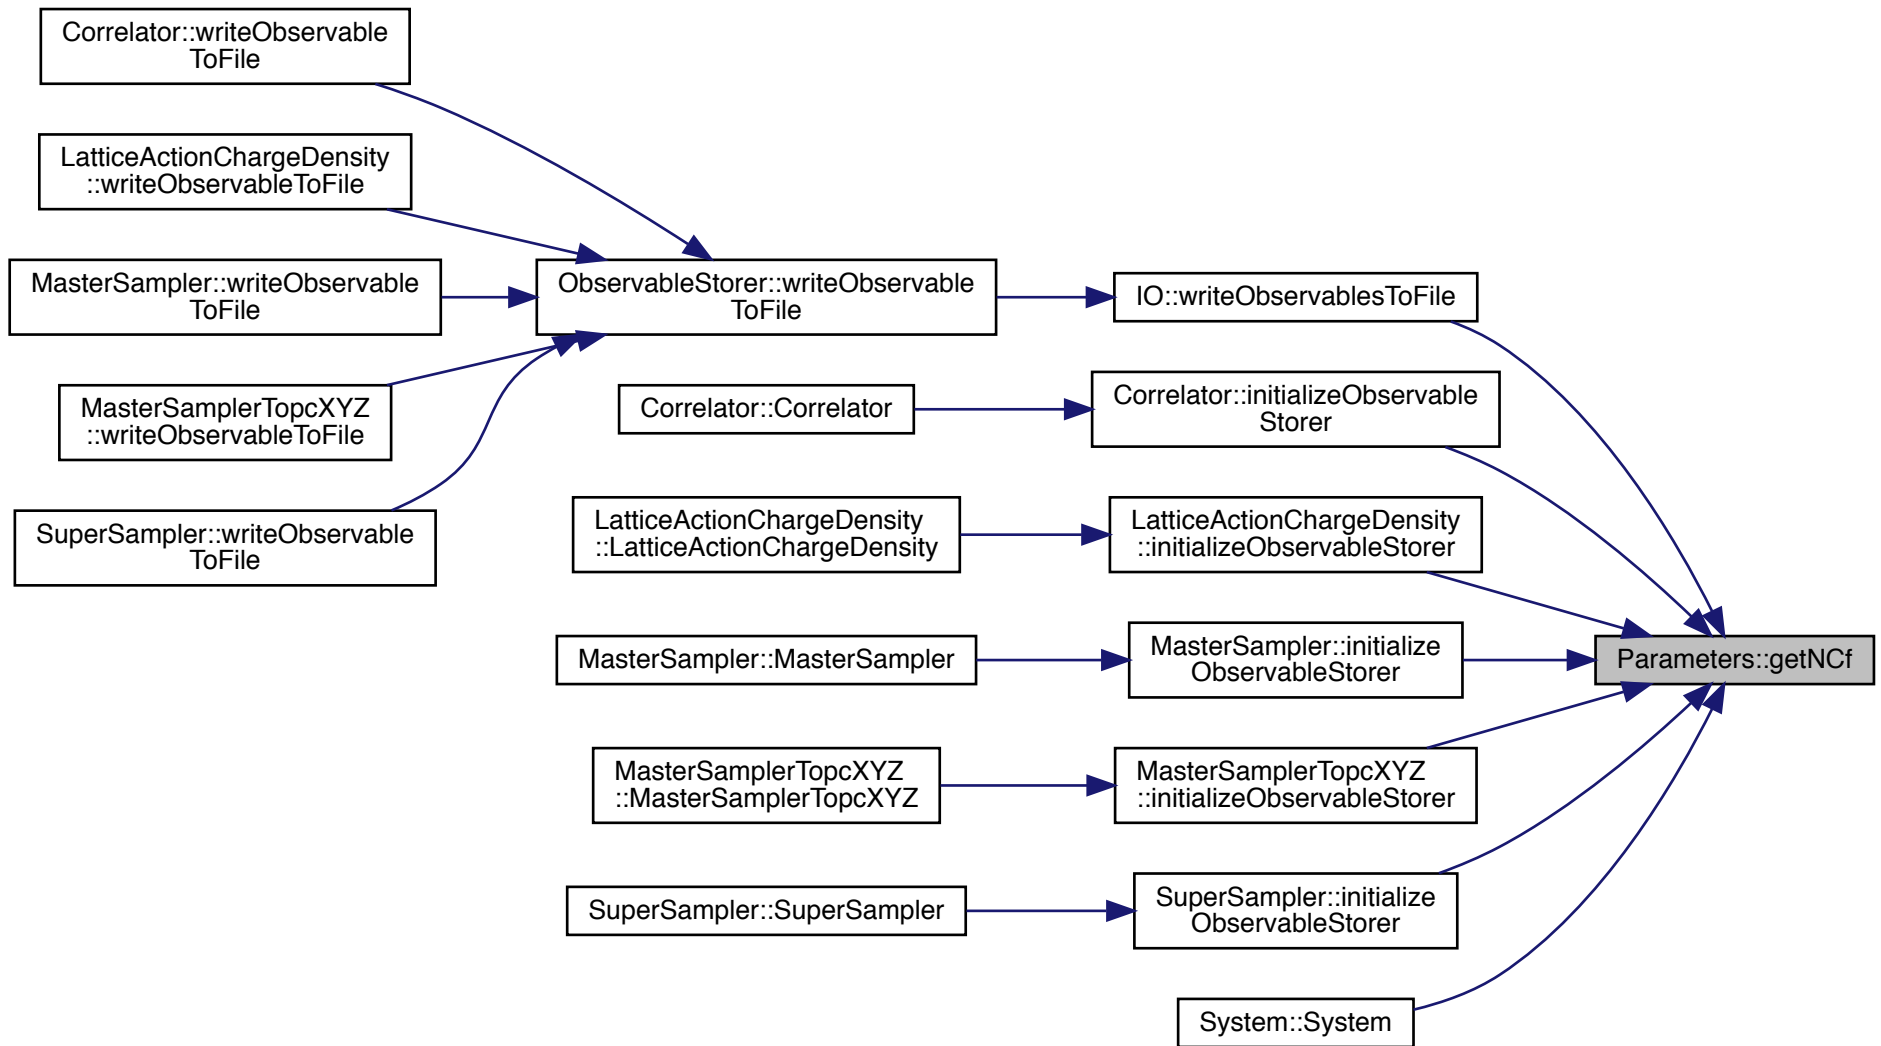 Correlator::writeObservable
ToFile
LatticeActionChargeDensity
::writeObservableToFile
MasterSampler::writeObservable
ToFile
MasterSamplerTopcXYZ
::writeObservableToFile
SuperSampler::writeObservable
ToFile
ObservableStorer::writeObservable
ToFile
Correlator::Correlator
LatticeActionChargeDensity
::LatticeActionChargeDensity
MasterSampler::MasterSampler
MasterSamplerTopcXYZ
::MasterSamplerTopcXYZ
SuperSampler::SuperSampler
IO::writeObservablesToFile
Correlator::initializeObservable
Storer
LatticeActionChargeDensity
::initializeObservableStorer
MasterSampler::initialize
ObservableStorer
MasterSamplerTopcXYZ
::initializeObservableStorer
SuperSampler::initialize
ObservableStorer
System::System
Parameters::getNCf